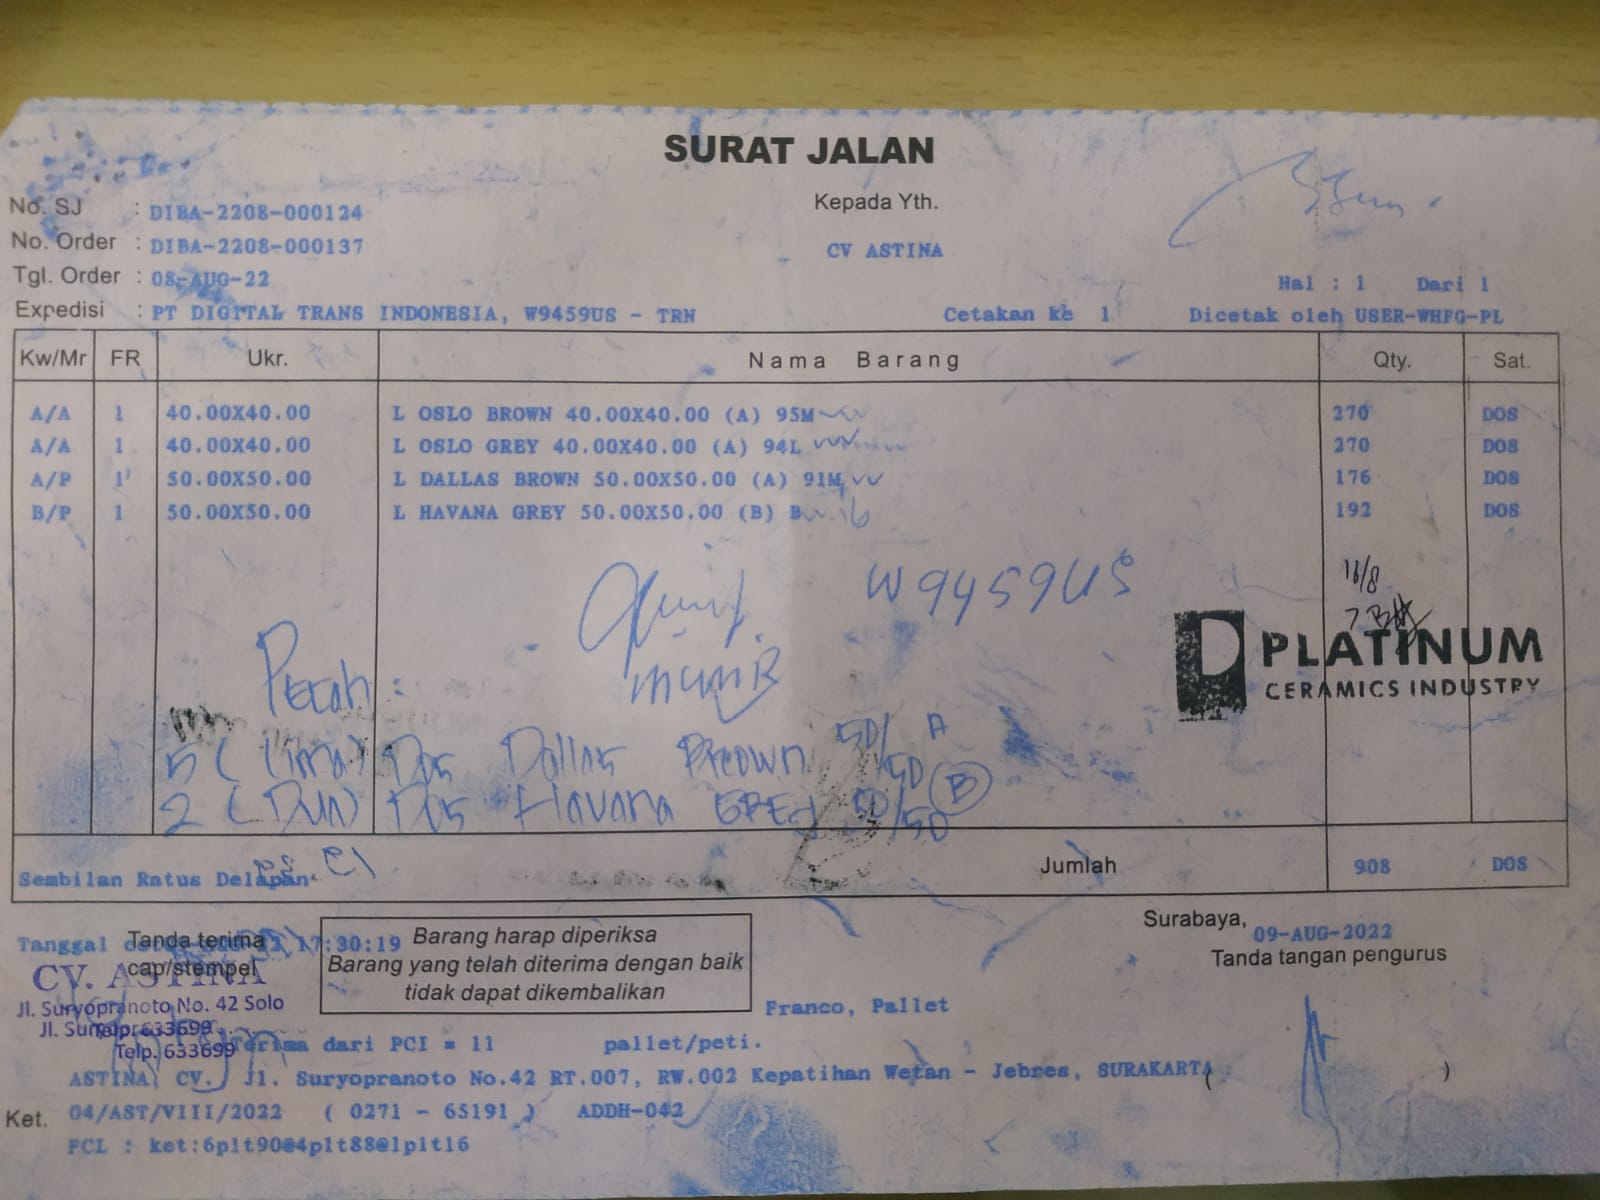 SURAT JALAN
No. SJ : DIBA-2208-000124
Kepada Yth.
No. Order : DIBA-2208-000137
CV ASTINA
Tgl. Order : 08-AUG-22
Hal : 1 Dari 1
Expedisi : PT DIGITAL TRANS INDONESIA, W9459US - TRN
Cetakan ke 1
Dicetak oleh USER-WHFG-PL
Kw/Mr FR Ukr. Nama Barang Qty. Sat.
A/A 1 40.00X40.00 L OSLO BROWN 40.00X40.00 (A) 95M 270 DOS
A/A 1 40.00X40.00 L OSLO GREY 40.00X40.00 (A) 94L 270 DOS
A/P 1 50.00X50.00 L DALLAS BROWN 50.00X50.00 (A) 91M 176 DOS
B/P 1 50.00X50.00 L HAVANA GREY 50.00X50.00 (B) B 192 DOS
W9459US
PLATINUM
CERAMICS INDUSTRY
Pecah :
5 (Lima) Dos Dallas Brown 50/50 A
2 (Dua) Dos Havana GREY 50/50 B
Sembilan Ratus Delapan
Jumlah 908 DOS
Surabaya, 09-AUG-2022
Tanda tangan pengurus
Tanggal
17:30:19
Tanda terima
cap/stempel
CV. ASTINA
Jl. Suryopranoto No. 42 Solo
Telp. 633699
Barang harap diperiksa
Barang yang telah diterima dengan baik
tidak dapat dikembalikan
Franco, Pallet
Terima dari PCI = 11 pallet/peti.
ASTINA, CV. Jl. Suryopranoto No.42 RT.007, RW.002 Kepatihan Wetan - Jebres, SURAKARTA
( )
Ket. 04/AST/VIII/2022 ( 0271 - 65191 ) ADDH-042
FCL : ket:6plt90@4plt88@1plt16